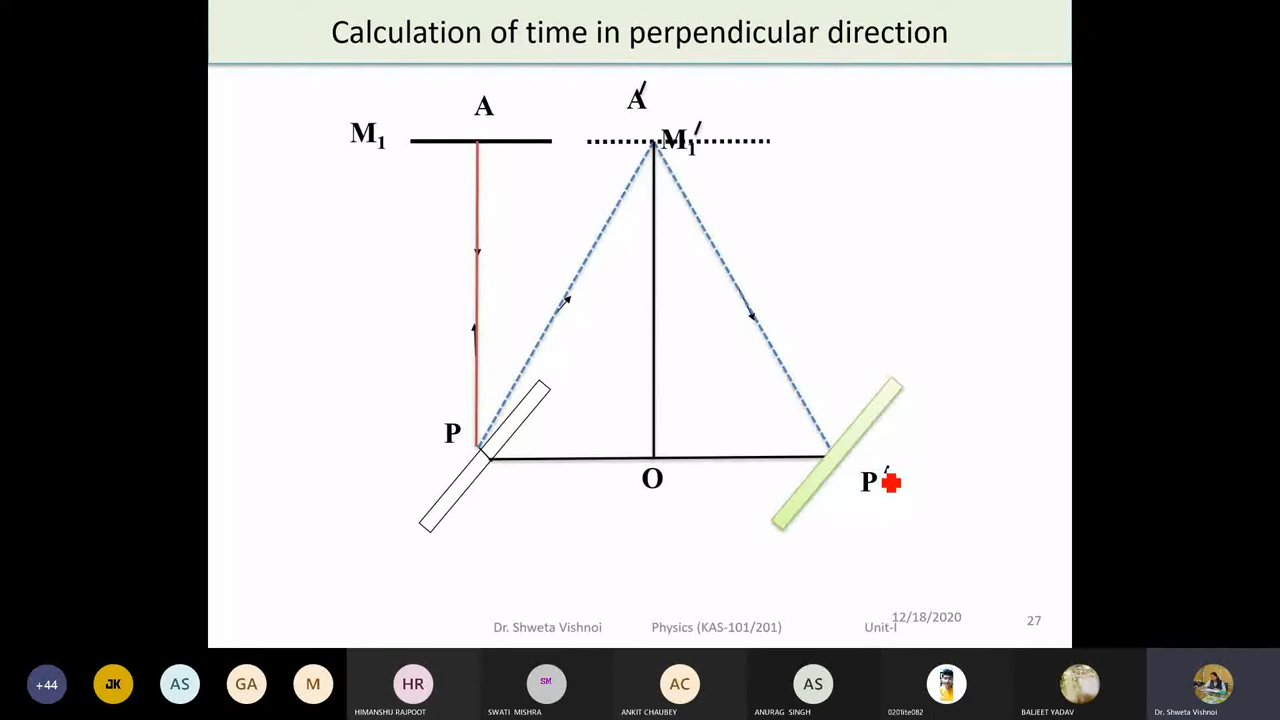 Calculation of time in perpendicular direction
A
A′
M₁
M₁′
P
O
P′
12/18/2020
Dr. Shweta Vishnoi
Physics (KAS-101/201)
Unit-I
27
+44
JK
AS
GA
M
HR
SM
AC
AS
HIMANSHU RAJPOOT
SWATI MISHRA
ANKIT CHAUBEY
ANURAG SINGH
0201ite082
BALJEET YADAV
Dr. Shweta Vishnoi